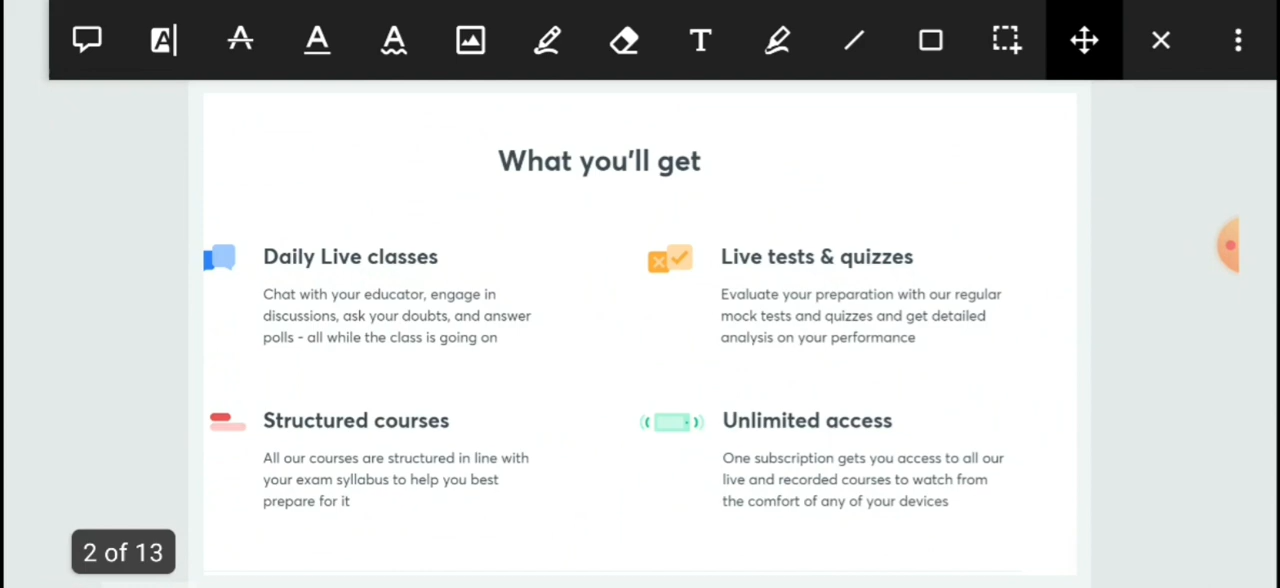 T
What you'll get
Daily Live classes
Chat with your educator, engage in
discussions, ask your doubts, and answer
polls - all while the class is going on
Live tests & quizzes
Evaluate your preparation with our regular
mock tests and quizzes and get detailed
analysis on your performance
Structured courses
All our courses are structured in line with
your exam syllabus to help you best
prepare for it
Unlimited access
One subscription gets you access to all our
live and recorded courses to watch from
the comfort of any of your devices
2 of 13